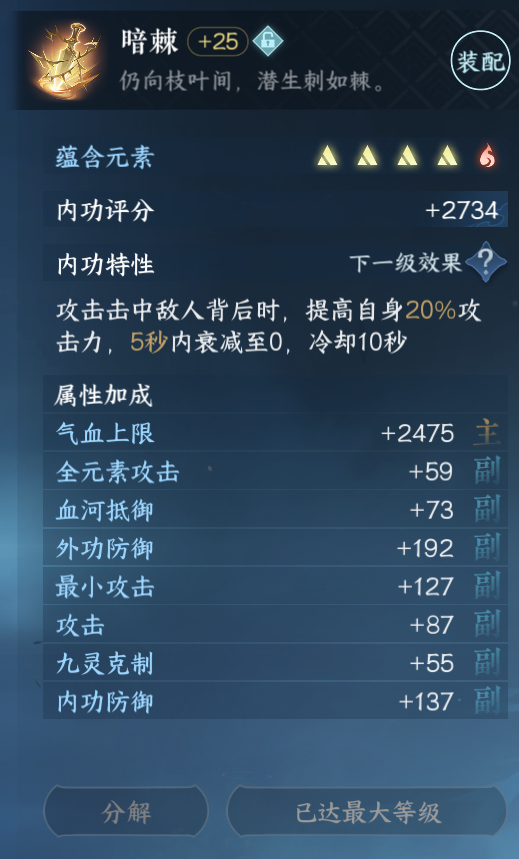 暗棘 +25
仍向枝叶间，潜生刺如棘。
装配
蕴含元素
内功评分 +2734
内功特性 下一级效果 ?
攻击击中敌人背后时，提高自身20%攻
击力，5秒内衰减至0，冷却10秒
属性加成
气血上限 +2475 主
全元素攻击 +59 副
血河抵御 +73 副
外功防御 +192 副
最小攻击 +127 副
攻击 +87 副
九灵克制 +55 副
内功防御 +137 副
分解 已达最大等级